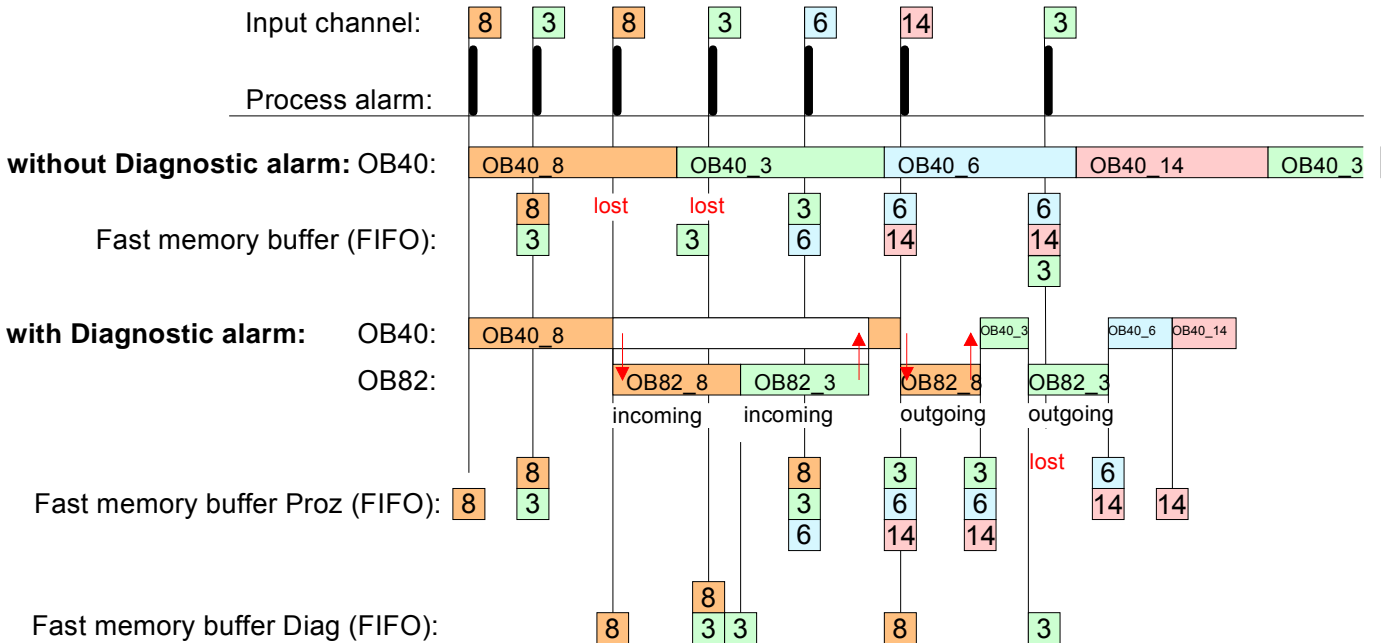 Input channel: 8 3 8 3 6 14 3
Process alarm:
without Diagnostic alarm: OB40: OB40_8 OB40_3 OB40_6 OB40_14 OB40_3
8 lost lost 3 6 6
Fast memory buffer (FIFO): 3 3 6 14 14
3
with Diagnostic alarm: OB40: OB40_8 OB40_3 OB40_6 OB40_14
OB82: OB82_8 OB82_3 OB82_8 OB82_3
incoming incoming outgoing outgoing
8 8 3 3 lost 6
Fast memory buffer Proz (FIFO): 8 3 3 6 6 14 14
6 14 14
8
Fast memory buffer Diag (FIFO): 8 3 3 8 3